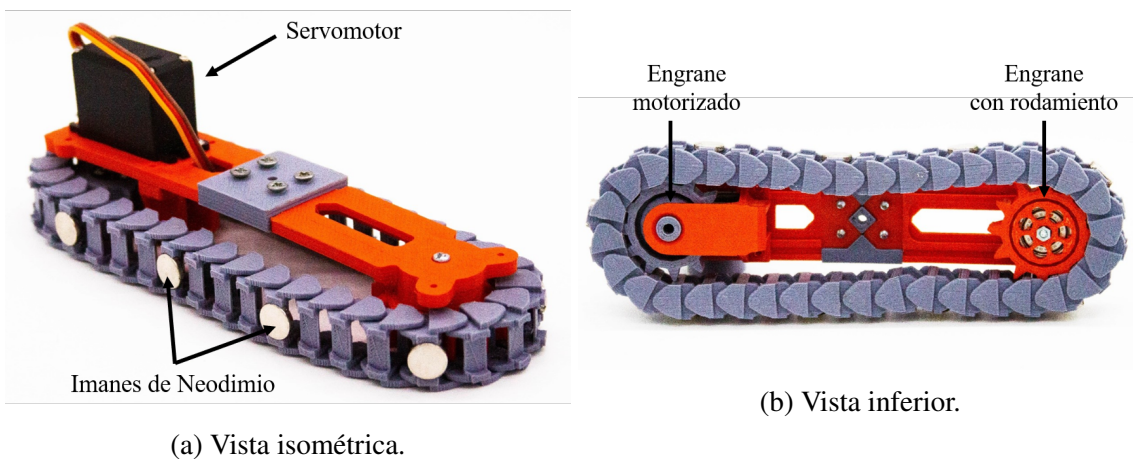 Servomotor
Imanes de Neodimio
(a) Vista isométrica.
Engrane
motorizado
Engrane
con rodamiento
(b) Vista inferior.